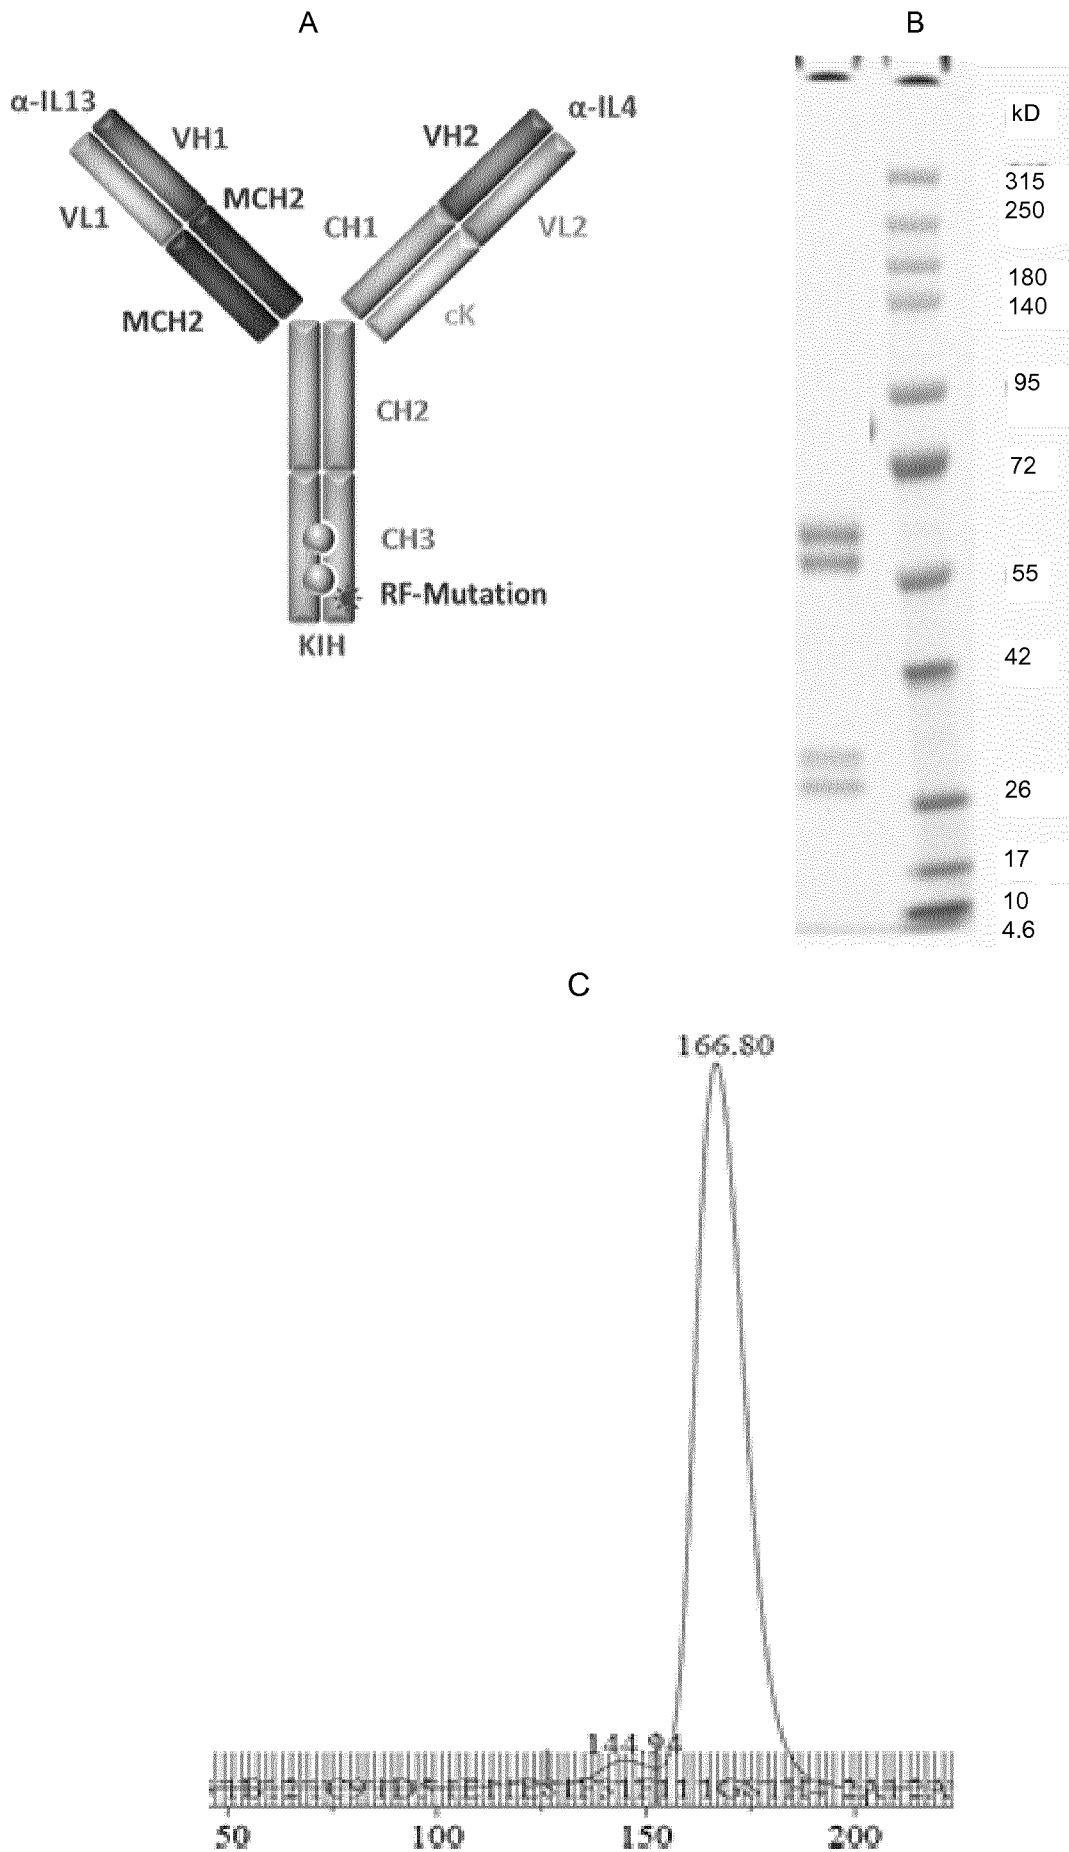 A
B
α-IL13
VH1
VH2
α-IL4
MCH2
VL1
CH1
VL2
MCH2
cK
CH2
CH3
RF-Mutation
KIH
kD
315
250
180
140
95
72
55
42
26
17
10
4.6
C
166.80
144.94
50
100
150
200